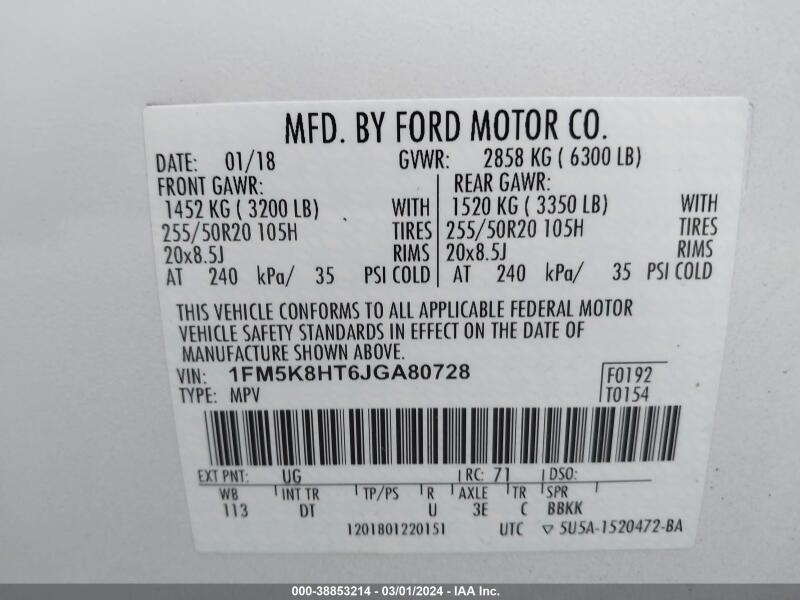 MFD. BY FORD MOTOR CO.
DATE: 01/18 GVWR: 2858 KG ( 6300 LB)
FRONT GAWR: REAR GAWR:
1452 KG ( 3200 LB) WITH 1520 KG ( 3350 LB) WITH
255/50R20 105H TIRES 255/50R20 105H TIRES
20x8.5J RIMS 20x8.5J RIMS
AT 240 kPa/ 35 PSI COLD AT 240 kPa/ 35 PSI COLD
THIS VEHICLE CONFORMS TO ALL APPLICABLE FEDERAL MOTOR
VEHICLE SAFETY STANDARDS IN EFFECT ON THE DATE OF
MANUFACTURE SHOWN ABOVE.
VIN: 1FM5K8HT6JGA80728 F0192
TYPE: MPV T0154
EXT PNT: UG RC: 71 DSO:
WB INT TR TP/PS R AXLE TR SPR
113 DT U 3E C BBKK
1201801220151 UTC ▽ 5U5A-1520472-BA
000-38853214 - 03/01/2024 - IAA Inc.